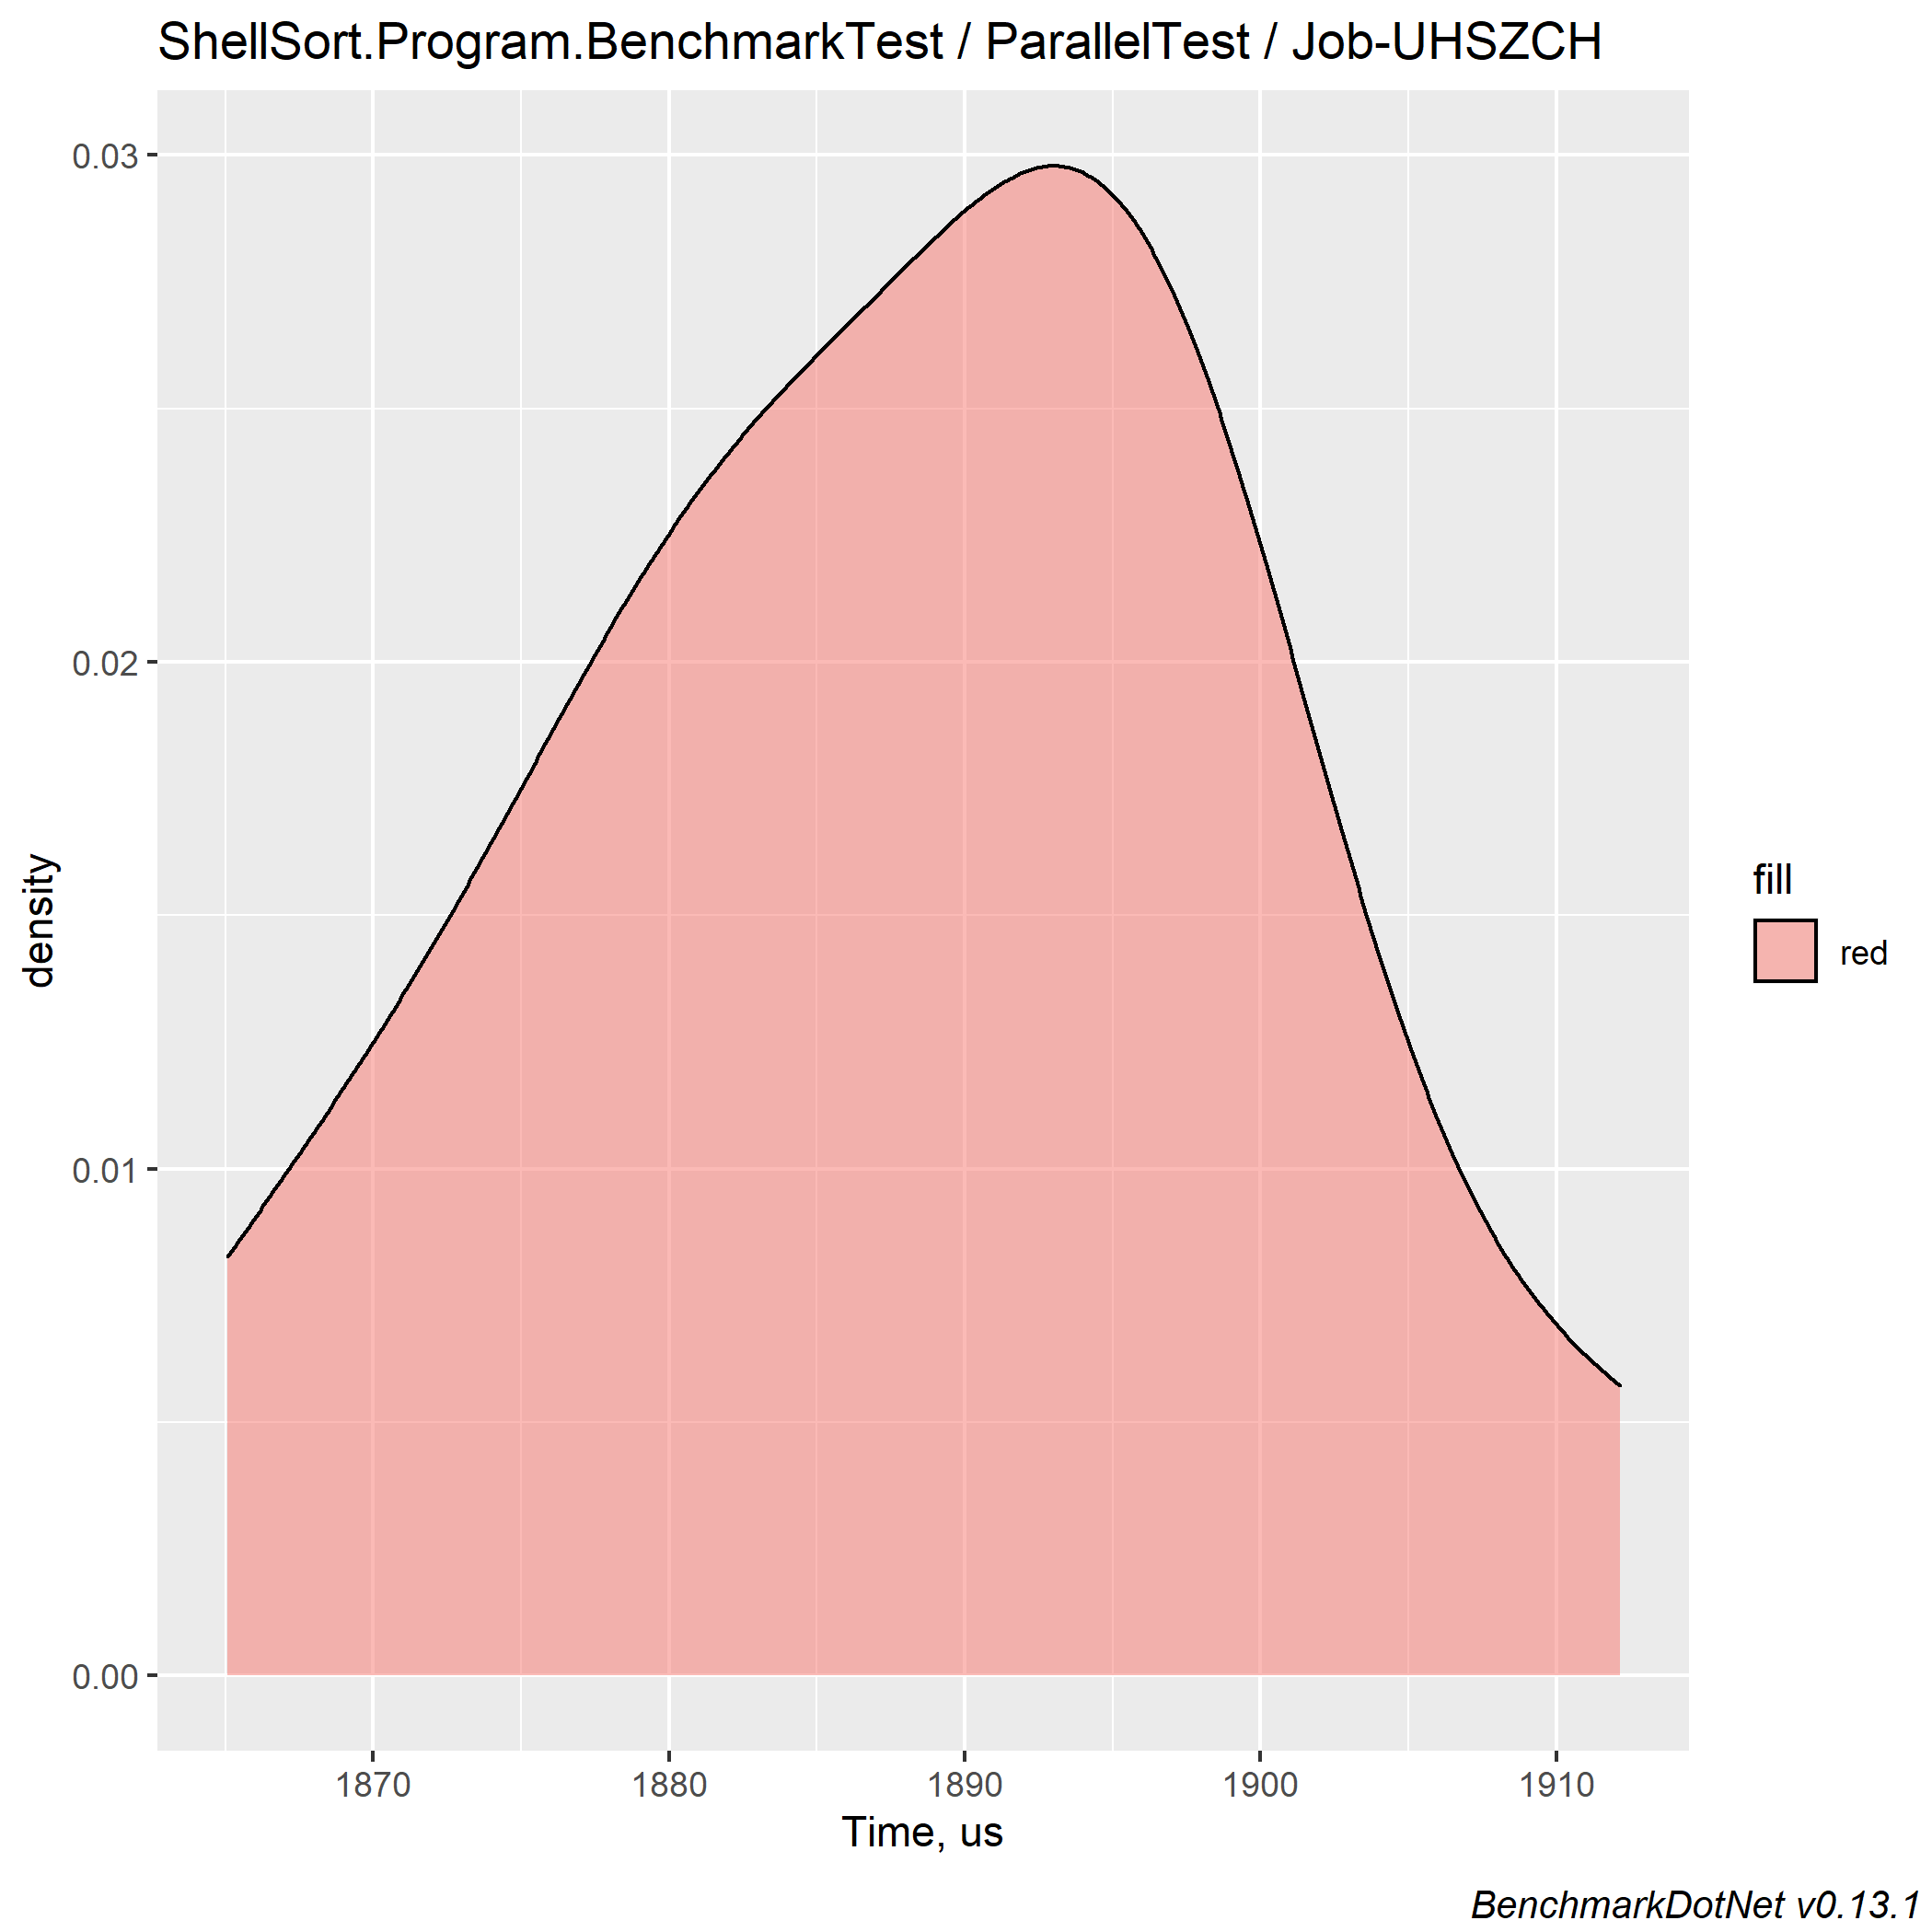 ShellSort.Program.BenchmarkTest / ParallelTest / Job-UHSZCH
0.03
0.02
0.01
0.00
density
1870 1880 1890 1900 1910
Time, us
fill
red
BenchmarkDotNet v0.13.1